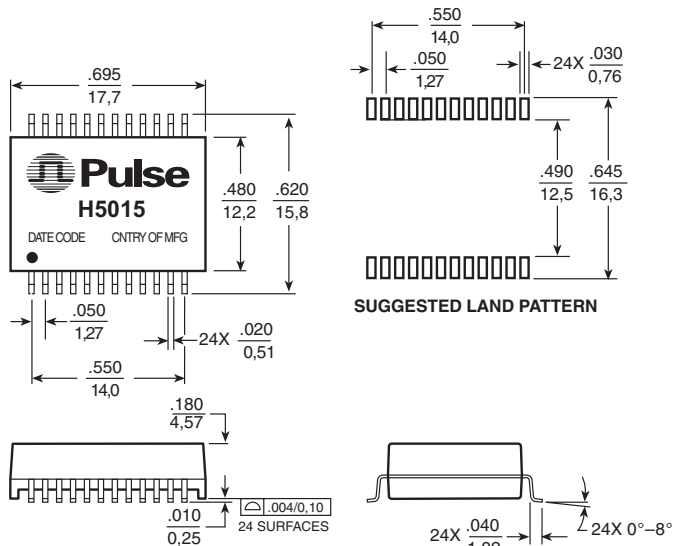 .695
17,7
Pulse
H5015
DATE CODE CNTRY OF MFG
.480
12,2
.620
15,8
.050
1,27
24X .020
0,51
.550
14,0
.550
14,0
.050
1,27
24X .030
0,76
.490
12,5
.645
16,3
SUGGESTED LAND PATTERN
.180
4,57
.010
0,25
.004/0,10
24 SURFACES
24X .040
24X 0°–8°